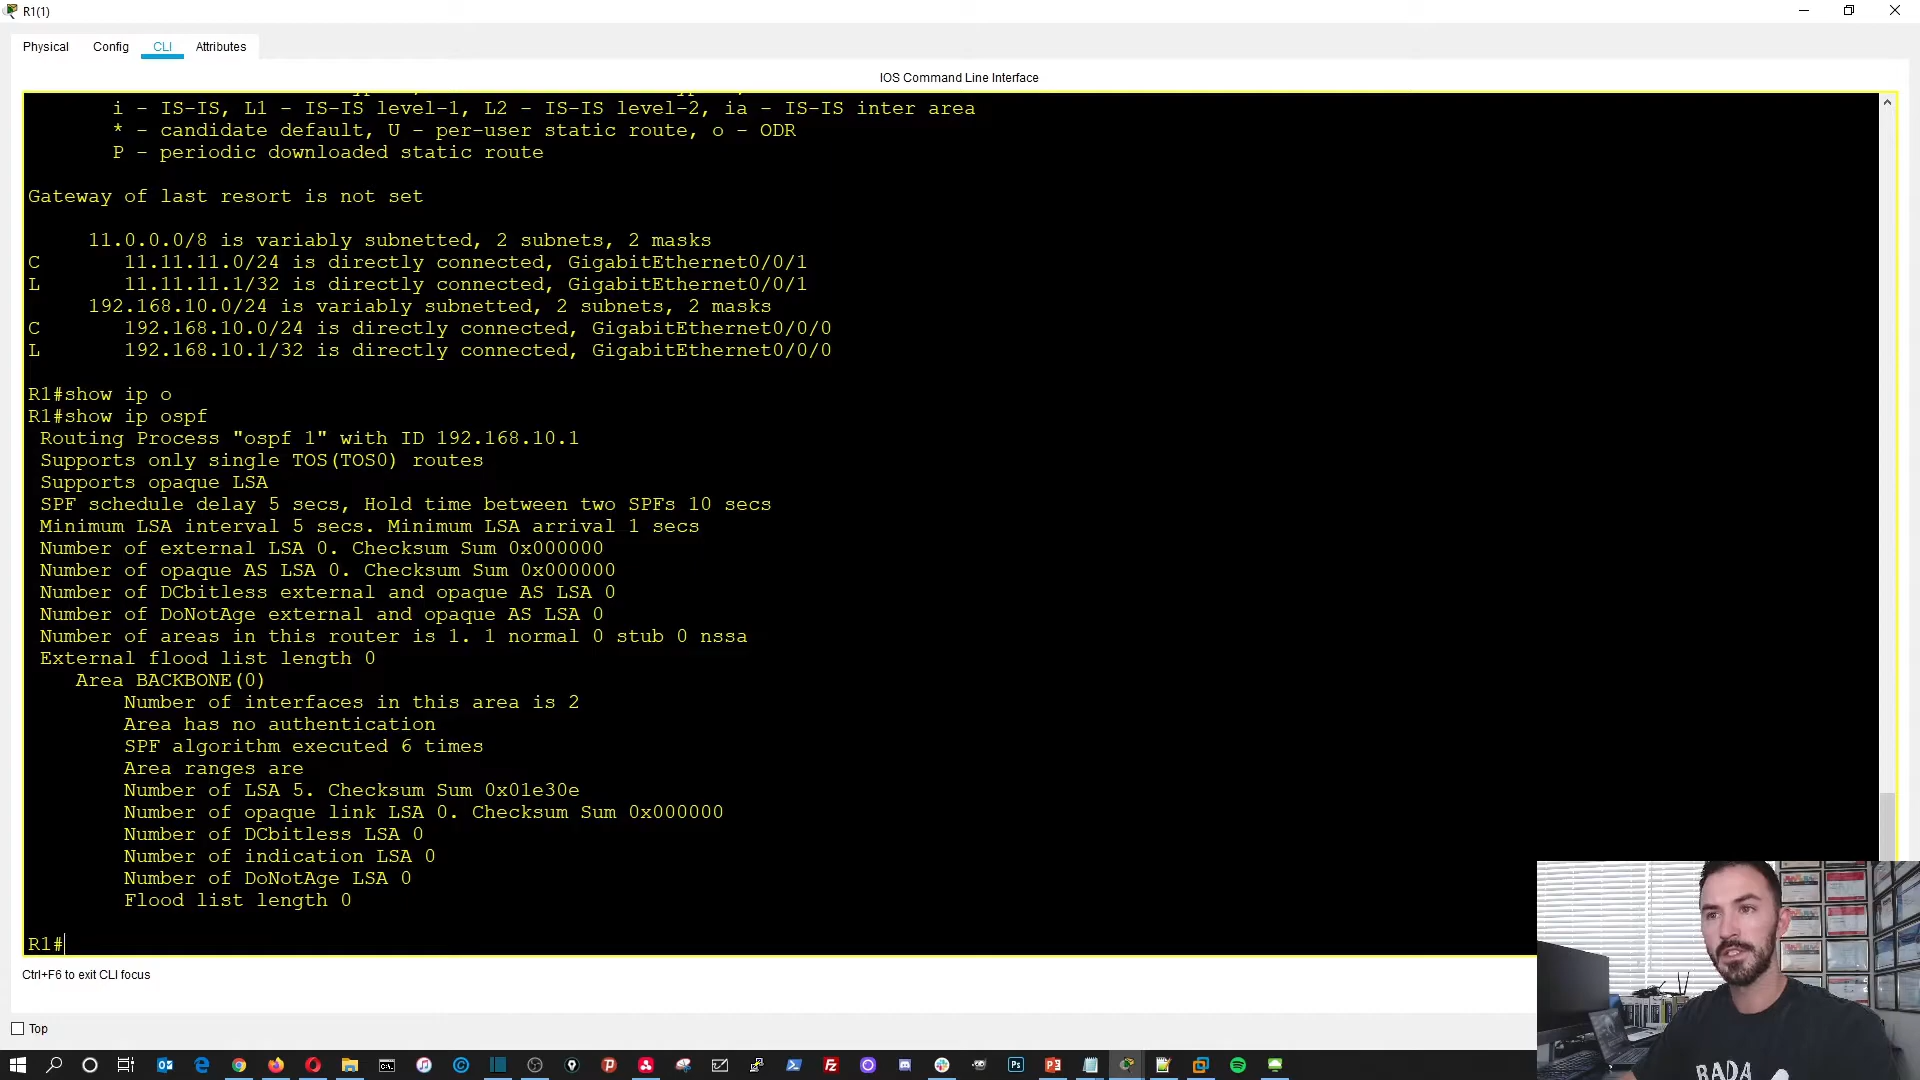 R1(1)
Physical Config CLI Attributes
IOS Command Line Interface
i - IS-IS, L1 - IS-IS level-1, L2 - IS-IS level-2, ia - IS-IS inter area
* - candidate default, U - per-user static route, o - ODR
P - periodic downloaded static route
Gateway of last resort is not set
11.0.0.0/8 is variably subnetted, 2 subnets, 2 masks
C 11.11.11.0/24 is directly connected, GigabitEthernet0/0/1
L 11.11.11.1/32 is directly connected, GigabitEthernet0/0/1
192.168.10.0/24 is variably subnetted, 2 subnets, 2 masks
C 192.168.10.0/24 is directly connected, GigabitEthernet0/0/0
L 192.168.10.1/32 is directly connected, GigabitEthernet0/0/0
R1#show ip o
R1#show ip ospf
Routing Process "ospf 1" with ID 192.168.10.1
Supports only single TOS(TOS0) routes
Supports opaque LSA
SPF schedule delay 5 secs, Hold time between two SPFs 10 secs
Minimum LSA interval 5 secs. Minimum LSA arrival 1 secs
Number of external LSA 0. Checksum Sum 0x000000
Number of opaque AS LSA 0. Checksum Sum 0x000000
Number of DCbitless external and opaque AS LSA 0
Number of DoNotAge external and opaque AS LSA 0
Number of areas in this router is 1. 1 normal 0 stub 0 nssa
External flood list length 0
Area BACKBONE(0)
Number of interfaces in this area is 2
Area has no authentication
SPF algorithm executed 6 times
Area ranges are
Number of LSA 5. Checksum Sum 0x01e30e
Number of opaque link LSA 0. Checksum Sum 0x000000
Number of DCbitless LSA 0
Number of indication LSA 0
Number of DoNotAge LSA 0
Flood list length 0
R1#
Ctrl+F6 to exit CLI focus
Top
BADA